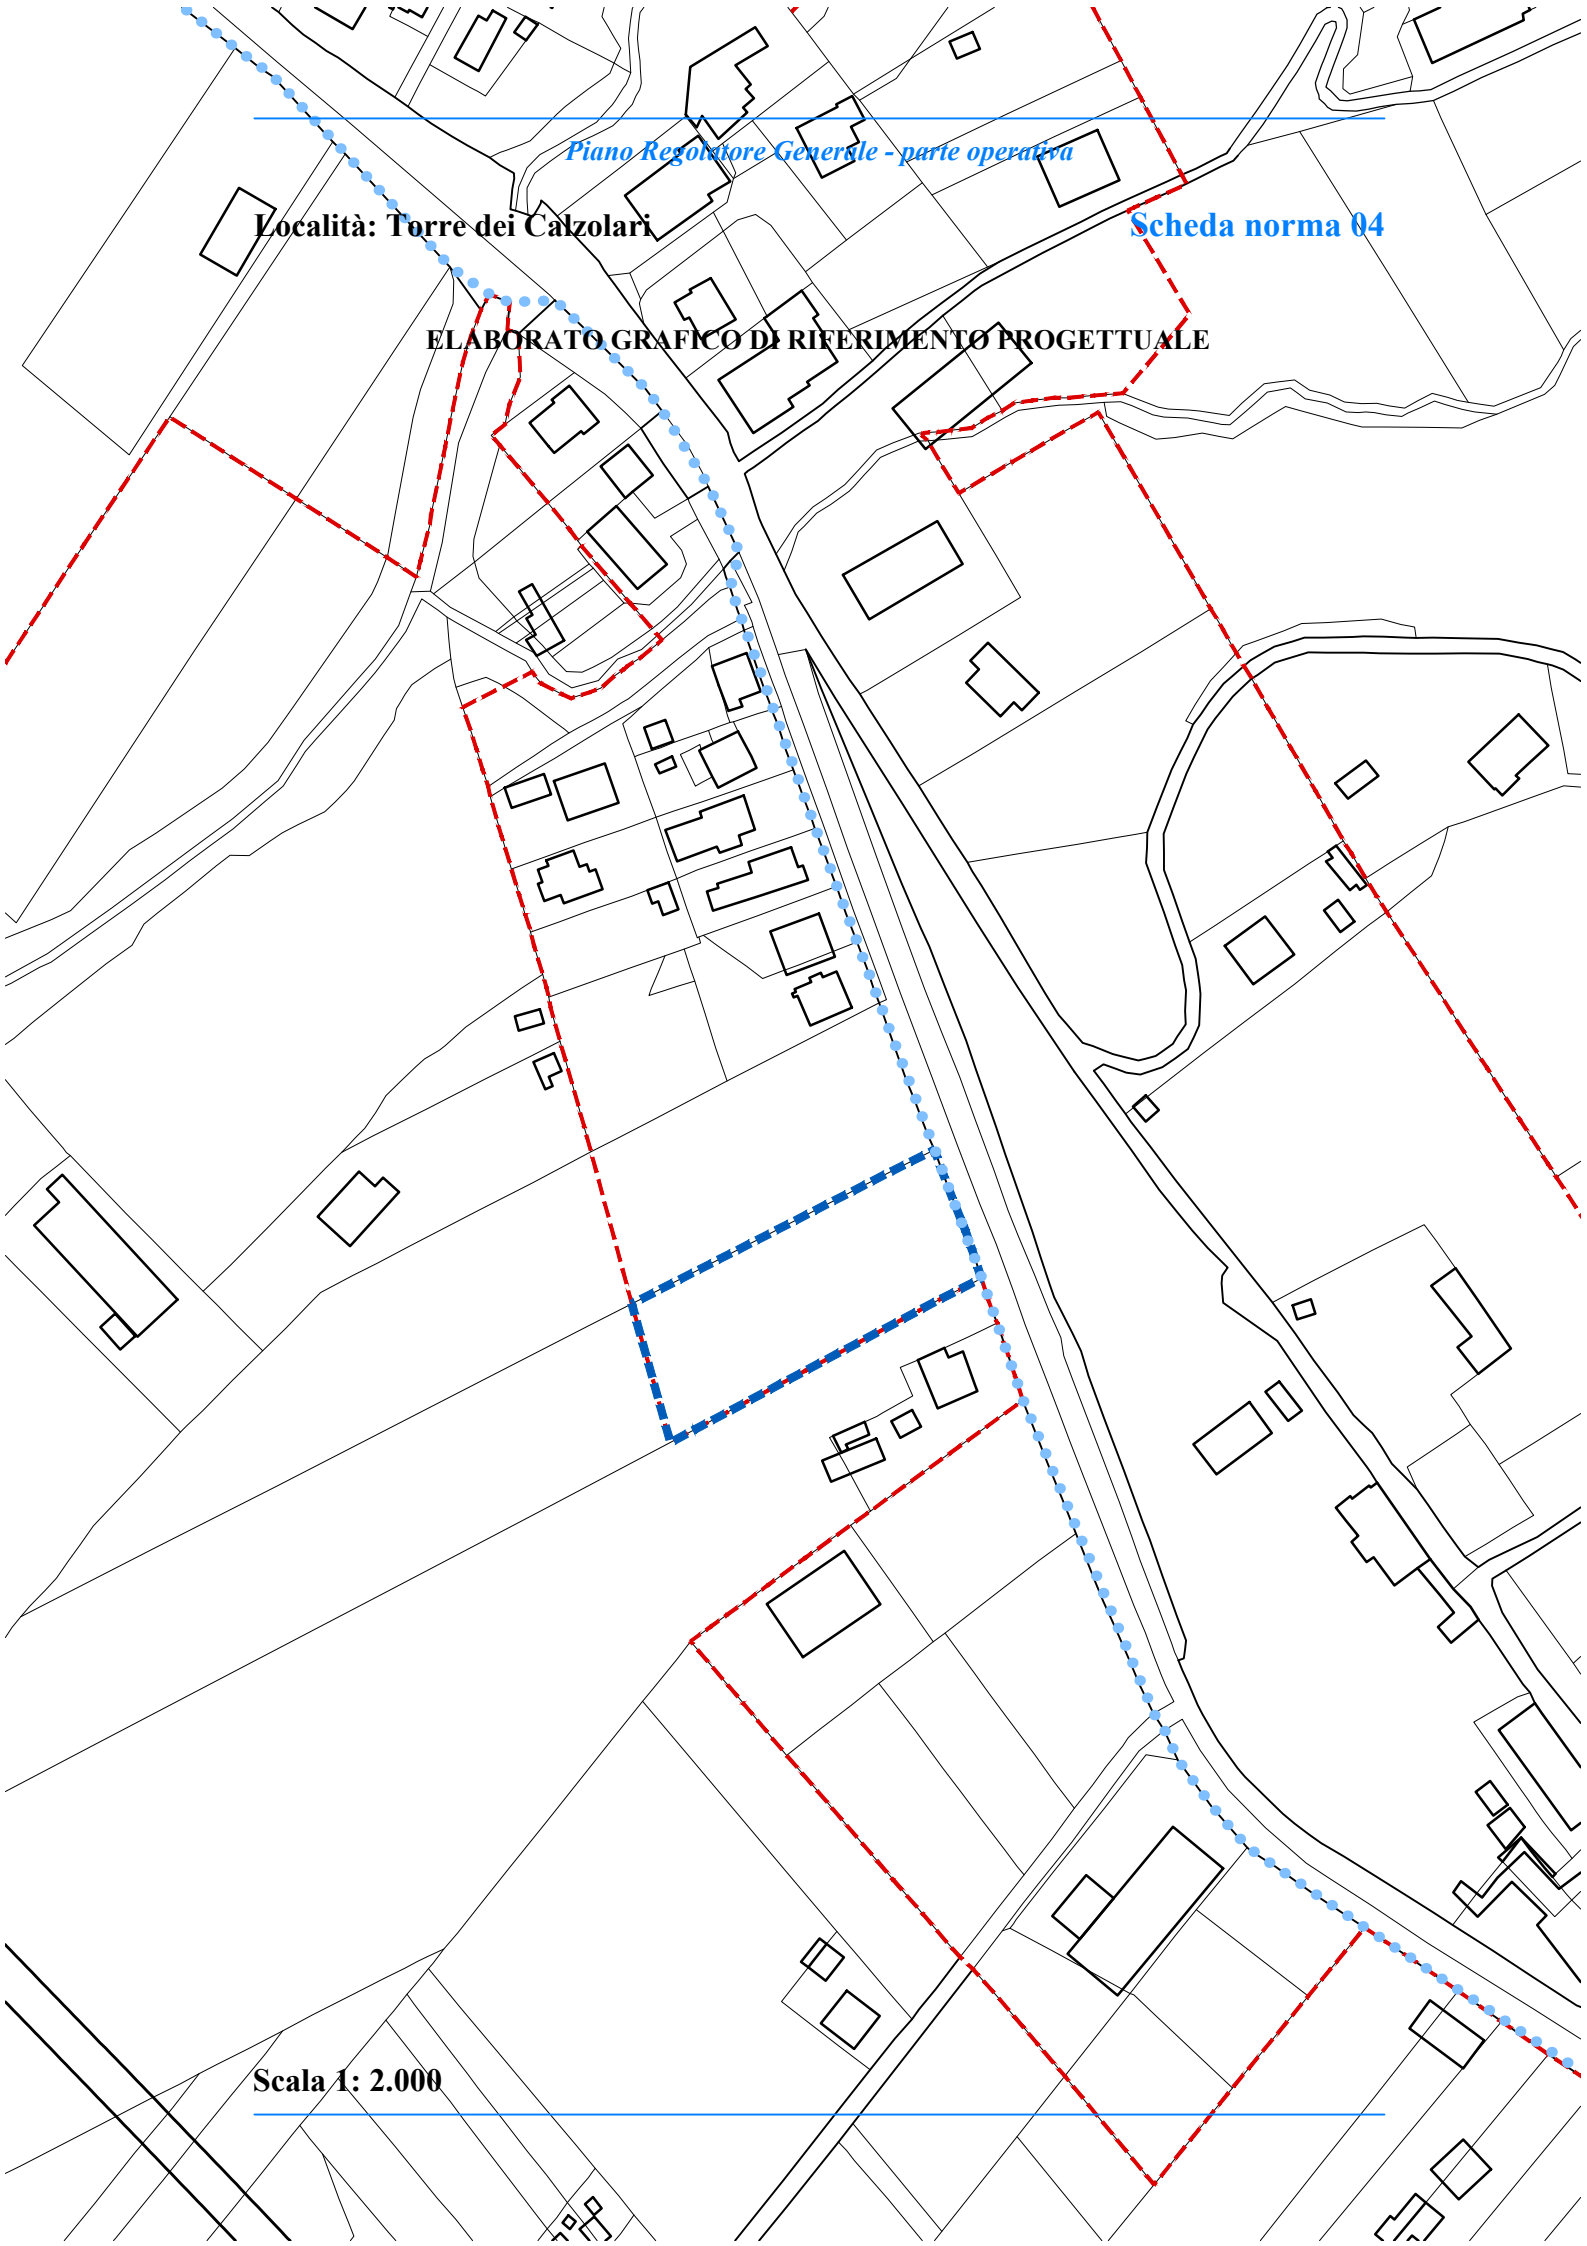 Piano Regolatore Generale - parte operativa
Località: Torre dei Calzolari
Scheda norma 04
ELABORATO GRAFICO DI RIFERIMENTO PROGETTUALE
Scala 1: 2.000